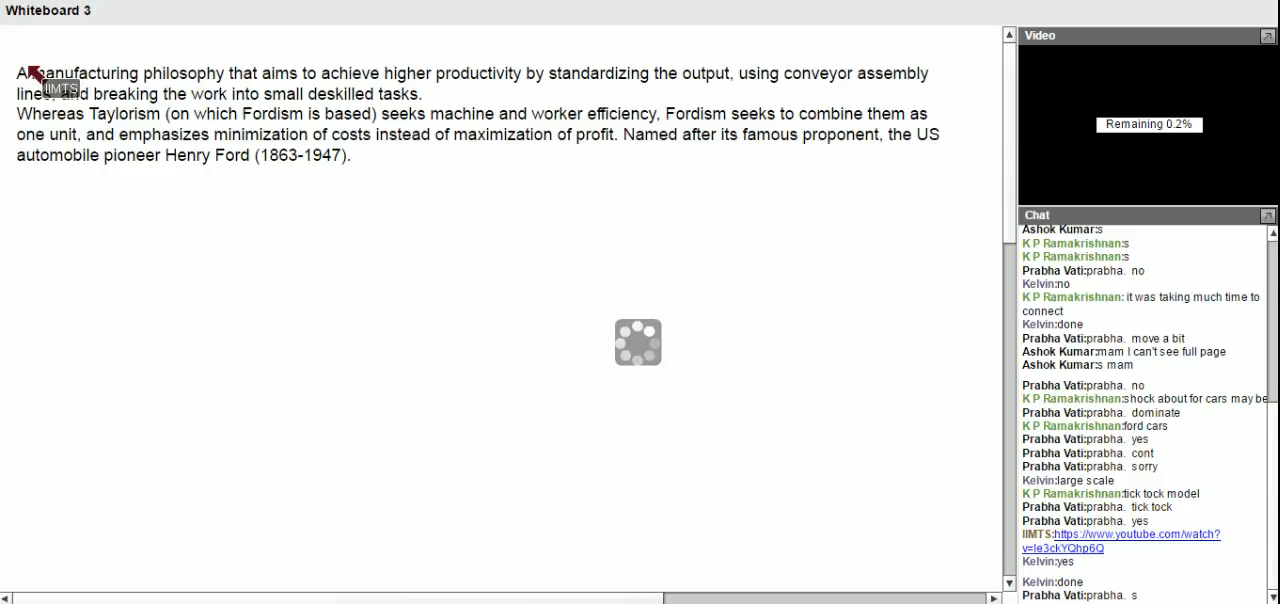 Whiteboard 3
A manufacturing philosophy that aims to achieve higher productivity by standardizing the output, using conveyor assembly
lines, and breaking the work into small deskilled tasks.
IIMTS
Whereas Taylorism (on which Fordism is based) seeks machine and worker efficiency, Fordism seeks to combine them as
one unit, and emphasizes minimization of costs instead of maximization of profit. Named after its famous proponent, the US
automobile pioneer Henry Ford (1863-1947).
Video
Remaining 0.2%
Chat
Ashok Kumar:s
K P Ramakrishnan:s
K P Ramakrishnan:s
Prabha Vati:prabha. no
Kelvin:no
K P Ramakrishnan: it was taking much time to
connect
Kelvin:done
Prabha Vati:prabha. move a bit
Ashok Kumar:mam I can't see full page
Ashok Kumar:s mam
Prabha Vati:prabha. no
K P Ramakrishnan:shock about for cars may be
Prabha Vati:prabha. dominate
K P Ramakrishnan:ford cars
Prabha Vati:prabha. yes
Prabha Vati:prabha. cont
Prabha Vati:prabha. sorry
Kelvin:large scale
K P Ramakrishnan:tick tock model
Prabha Vati:prabha. tick tock
Prabha Vati:prabha. yes
IIMTS:https://www.youtube.com/watch?
v=Ie3ckYQhp6Q
Kelvin:yes
Kelvin:done
Prabha Vati:prabha. s